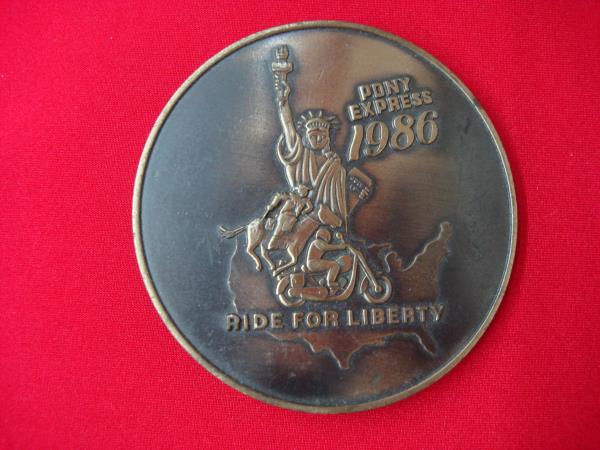 PONY
EXPRESS
1986
RIDE FOR LIBERTY